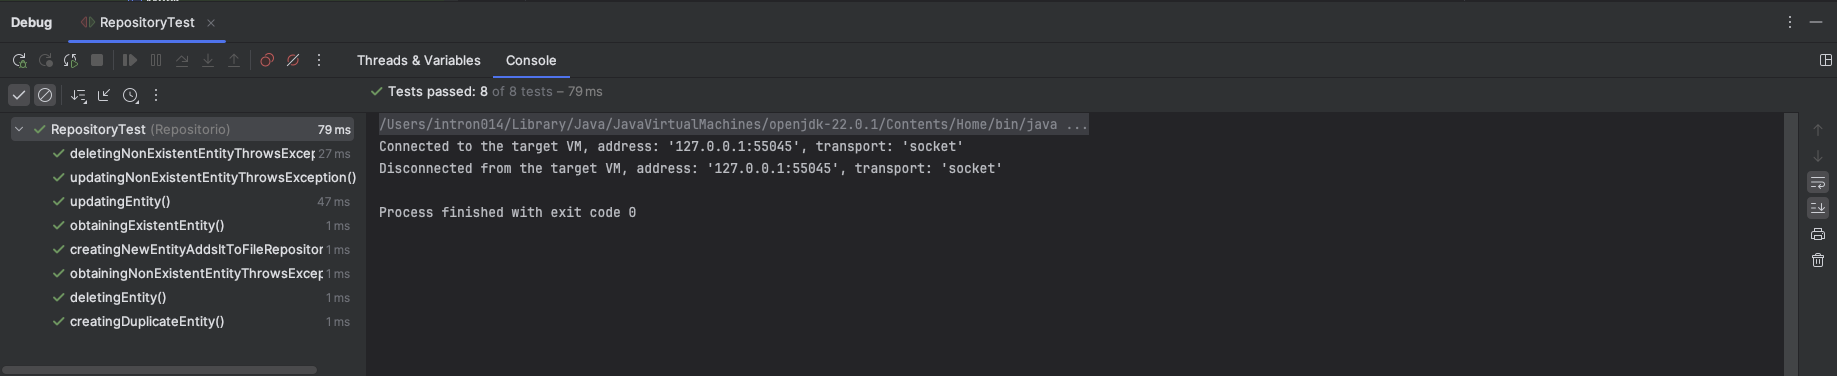 Debug RepositoryTest
Threads & Variables Console
Tests passed: 8 of 8 tests – 79 ms
RepositoryTest (Repositorio) 79 ms
deletingNonExistentEntityThrowsExcep 27 ms
updatingNonExistentEntityThrowsException()
updatingEntity() 47 ms
obtainingExistentEntity() 1 ms
creatingNewEntityAddsItToFileRepositor 1 ms
obtainingNonExistentEntityThrowsExcep 1 ms
deletingEntity() 1 ms
creatingDuplicateEntity() 1 ms
/Users/intron014/Library/Java/JavaVirtualMachines/openjdk-22.0.1/Contents/Home/bin/java ...
Connected to the target VM, address: '127.0.0.1:55045', transport: 'socket'
Disconnected from the target VM, address: '127.0.0.1:55045', transport: 'socket'
Process finished with exit code 0